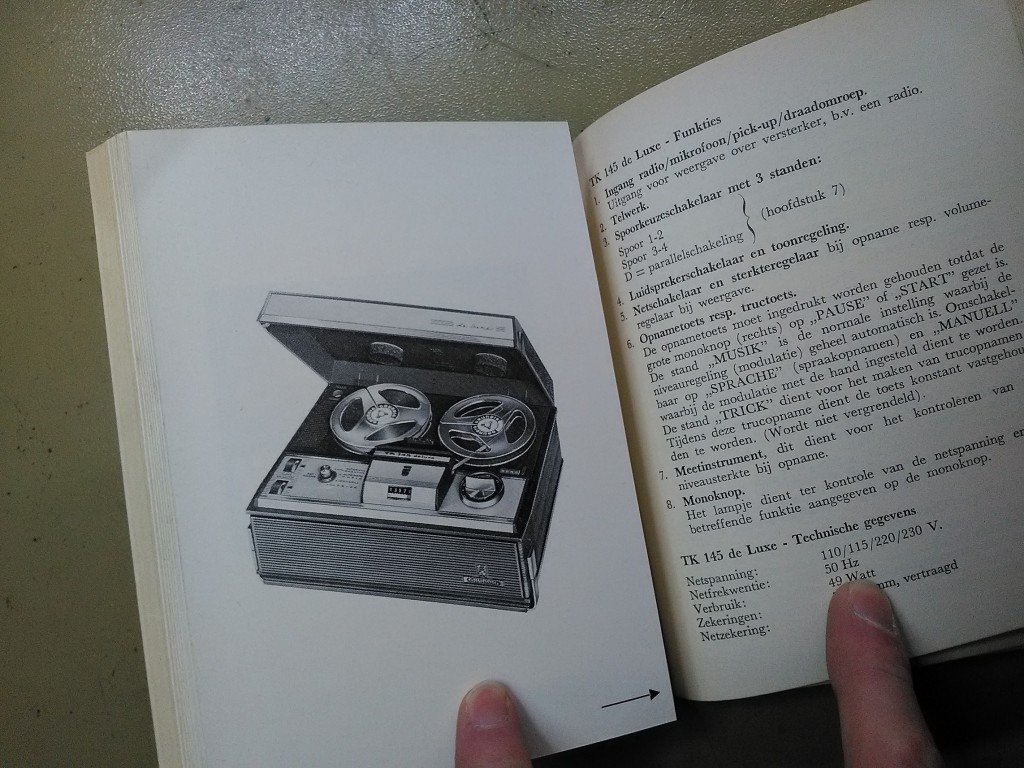 de luxe
TK 145 de Luxe
GRUNDIG
TK 145 de Luxe - Funkties
1. Ingang radio/mikrofoon/pick-up/draadomroep.
Uitgang voor weergave over versterker, b.v. een radio.
2. Telwerk.
3. Spoorkeuzeschakelaar met 3 standen:
Spoor 1-2
Spoor 3-4
D = parallelschakeling
(hoofdstuk 7)
4. Luidsprekerschakelaar en toonregeling.
5. Netschakelaar en sterkteregelaar bij opname resp. volume-
regelaar bij weergave.
6. Opnametoets resp. tructoets.
De opnametoets moet ingedrukt worden gehouden totdat de
grote monoknop (rechts) op „PAUSE” of „START” gezet is.
De stand „MUSIK” is de normale instelling waarbij de
niveauregeling (modulatie) geheel automatisch is. Omschakel-
baar op „SPRACHE” (spraakopnamen) en „MANUELL”
waarbij de modulatie met de hand ingesteld dient te worden.
De stand „TRICK” dient voor het maken van trucopnamen.
Tijdens deze trucopname dient de toets konstant vastgehou
den te worden. (Wordt niet vergrendeld).
7. Meetinstrument, dit dient voor het kontroleren van
niveausterkte bij opname.
8. Monoknop.
Het lampje dient ter kontrole van de netspanning en
betreffende funktie aangegeven op de monoknop.
TK 145 de Luxe - Technische gegevens
Netspanning: 110/115/220/230 V.
Netfrekwentie: 50 Hz
Verbruik: 49 Watt
Zekeringen:
Netzekering: mm, vertraagd